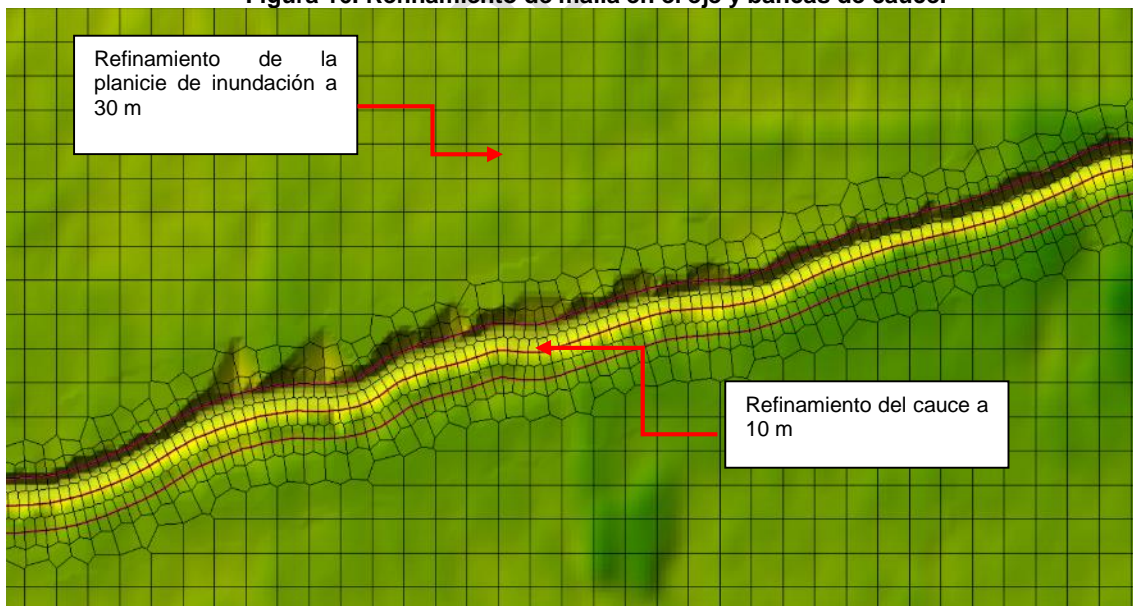 Refinamiento de la
planicie de inundación a
30 m
Refinamiento del cauce a
10 m